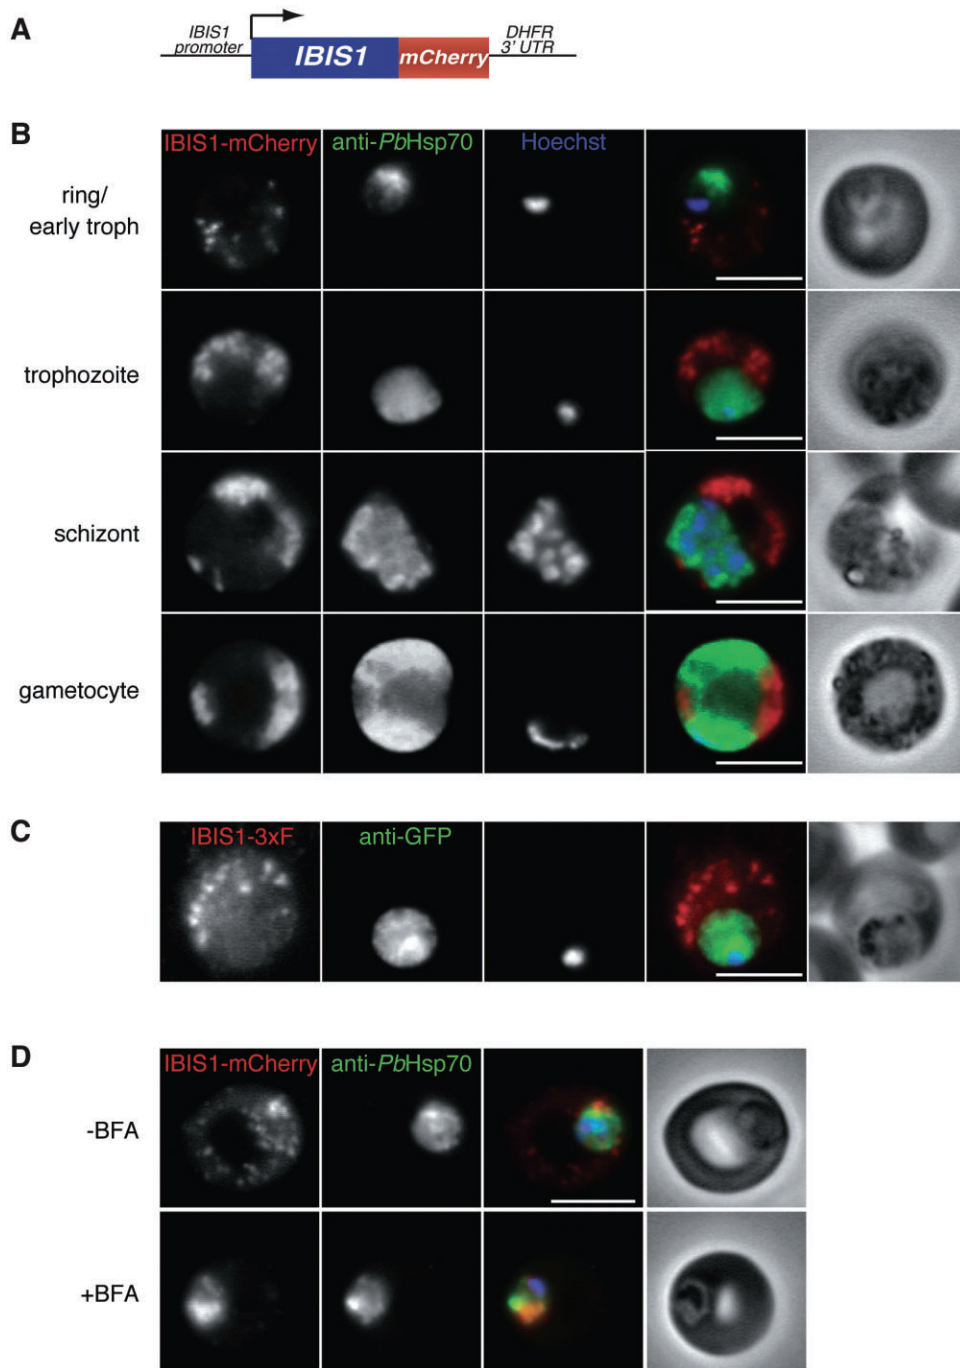 A
IBIS1
promoter
IBIS1
mCherry
DHFR
3' UTR
B
IBIS1-mCherry
anti-PbHsp70
Hoechst
ring/
early troph
trophozoite
schizont
gametocyte
C
IBIS1-3xF
anti-GFP
D
IBIS1-mCherry
anti-PbHsp70
-BFA
+BFA